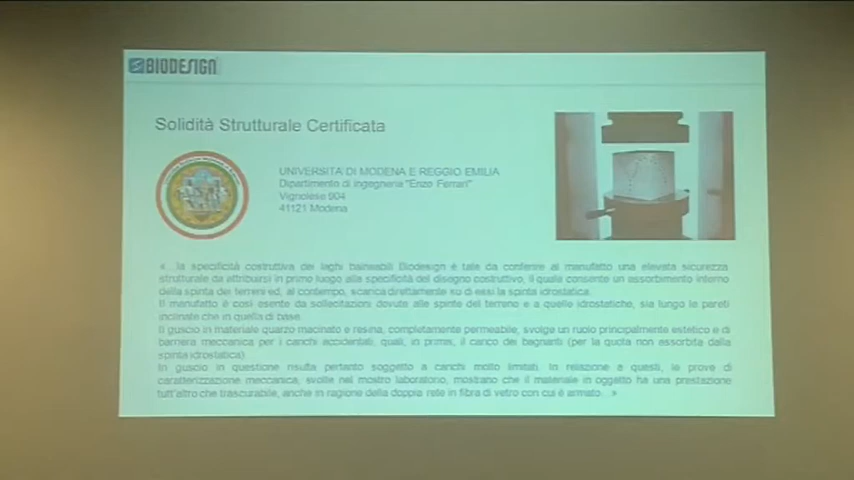 BIODESIGN
Solidità Strutturale Certificata
UNIVERSITA DI MODENA E REGGIO EMILIA
Dipartimento di ingegneria "Enzo Ferrari"
Vignolese 904
41121 Modena
«...la specificità costruttiva dei laghi balneabili Biodesign è tale da conferire al manufatto una elevata sicurezza
strutturale da attribuirsi in primo luogo alla specificità del disegno costruttivo, il quale consente un assorbimento interno
della spinta dei terreni ed, al contempo, scarica direttamente su di essi la spinta idrostatica.
Il manufatto è così esente da sollecitazioni dovute alle spinte del terreno e a quelle idrostatiche, sia lungo le pareti
inclinate che in quella di base.
Il guscio in materiale quarzo macinato e resina, completamente permeabile, svolge un ruolo principalmente estetico e di
barriera meccanica per i carichi accidentali, quali, in primis, il carico dei bagnanti (per la quota non assorbita dalla
spinta idrostatica).
In guscio in questione risulta pertanto soggetto a carichi molto limitati. In relazione a questi, le prove di
caratterizzazione meccanica, svolte nel nostro laboratorio, mostrano che il materiale in oggetto ha una prestazione
tutt'altro che trascurabile, anche in ragione della doppia rete in fibra di vetro con cui è armato...»